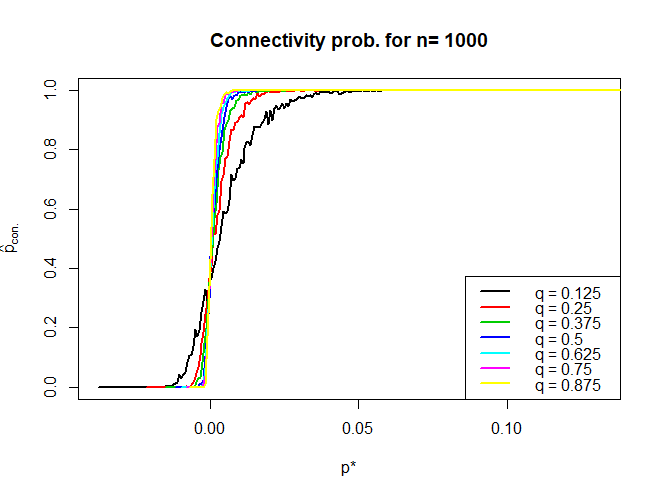 Connectivity prob. for n= 1000
p̂con.
1.0
0.8
0.6
0.4
0.2
0.0
0.00 0.05 0.10
p*
q = 0.125
q = 0.25
q = 0.375
q = 0.5
q = 0.625
q = 0.75
q = 0.875